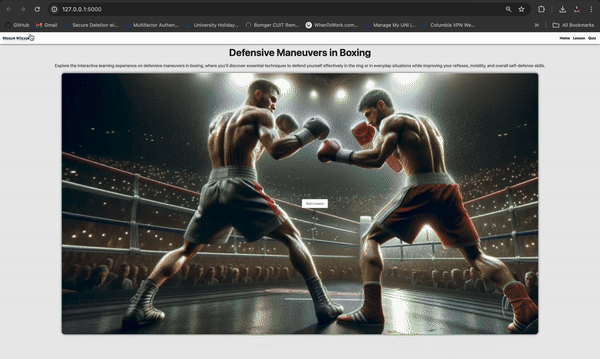 127.0.0.1:5000
GitHub Gmail Secure Deletion wi... Multifactor Authen... University Holiday... Bomgar CUIT Rem... WhenToWork.com... Manage My UNI |... Columbia VPN We... » All Bookmarks
Weave Wizza Home Lesson Quiz
Defensive Maneuvers in Boxing
Explore the interactive learning experience on defensive maneuvers in boxing, where you'll discover essential techniques to defend yourself effectively in the ring or in everyday situations while improving your reflexes, mobility, and overall self-defense skills.
Start Lesson